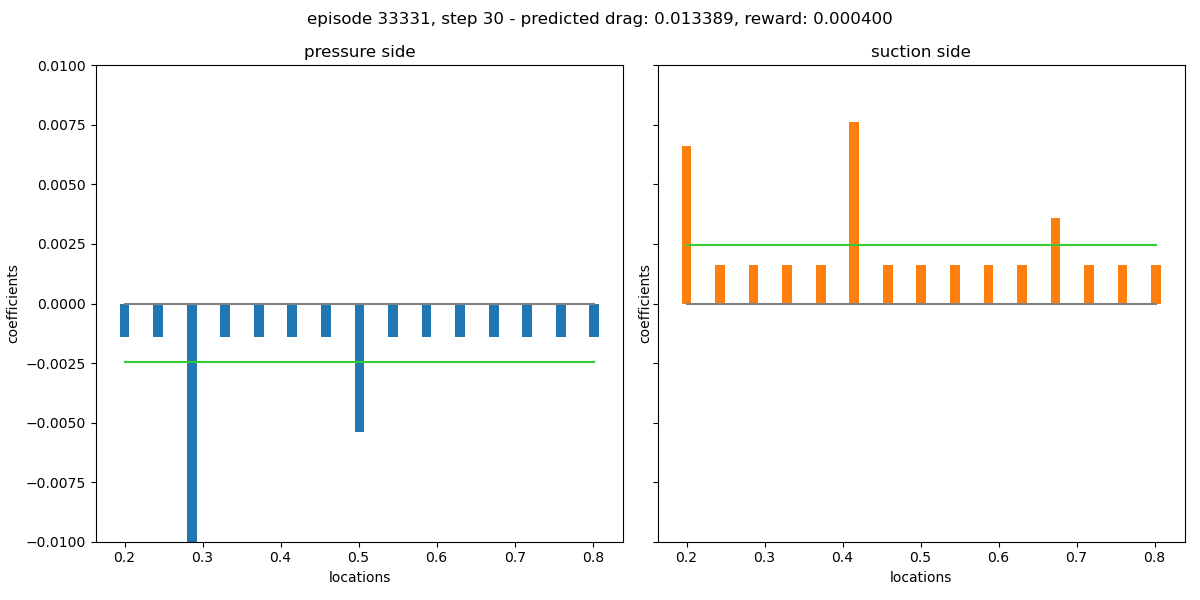 episode 33331, step 30 - predicted drag: 0.013389, reward: 0.000400
pressure side
suction side
0.0100
0.0075
0.0050
0.0025
0.0000
−0.0025
−0.0050
−0.0075
−0.0100
coefficients
coefficients
0.2 0.3 0.4 0.5 0.6 0.7 0.8
0.2 0.3 0.4 0.5 0.6 0.7 0.8
locations
locations